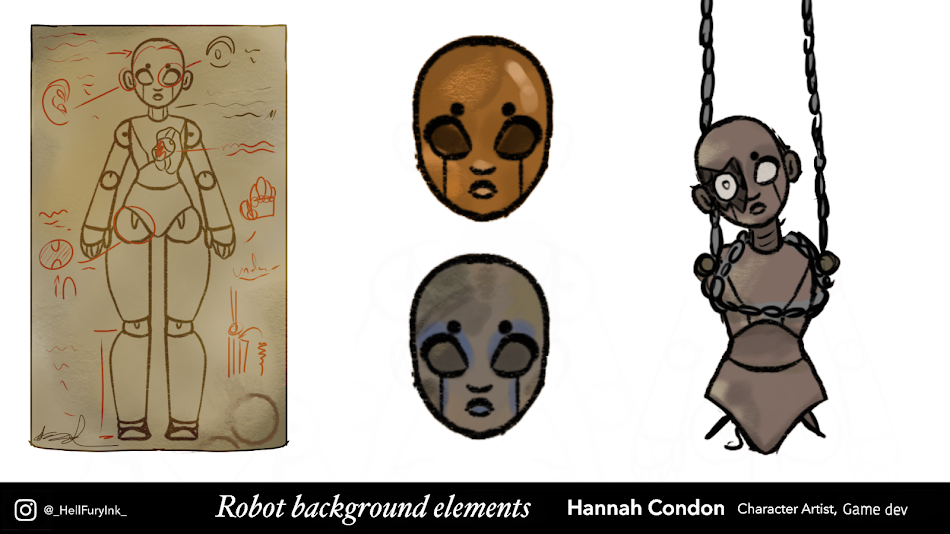 @_HellFuryInk_
Robot background elements
Hannah Condon
Character Artist, Game dev